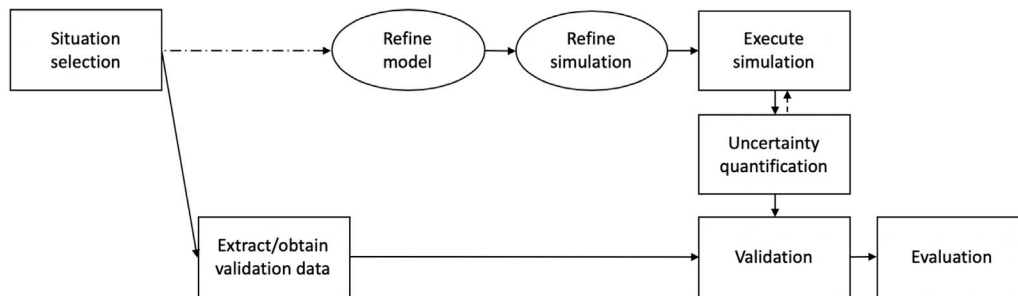 Situation
selection
Refine
model
Refine
simulation
Execute
simulation
Uncertainty
quantification
Extract/obtain
validation data
Validation
Evaluation